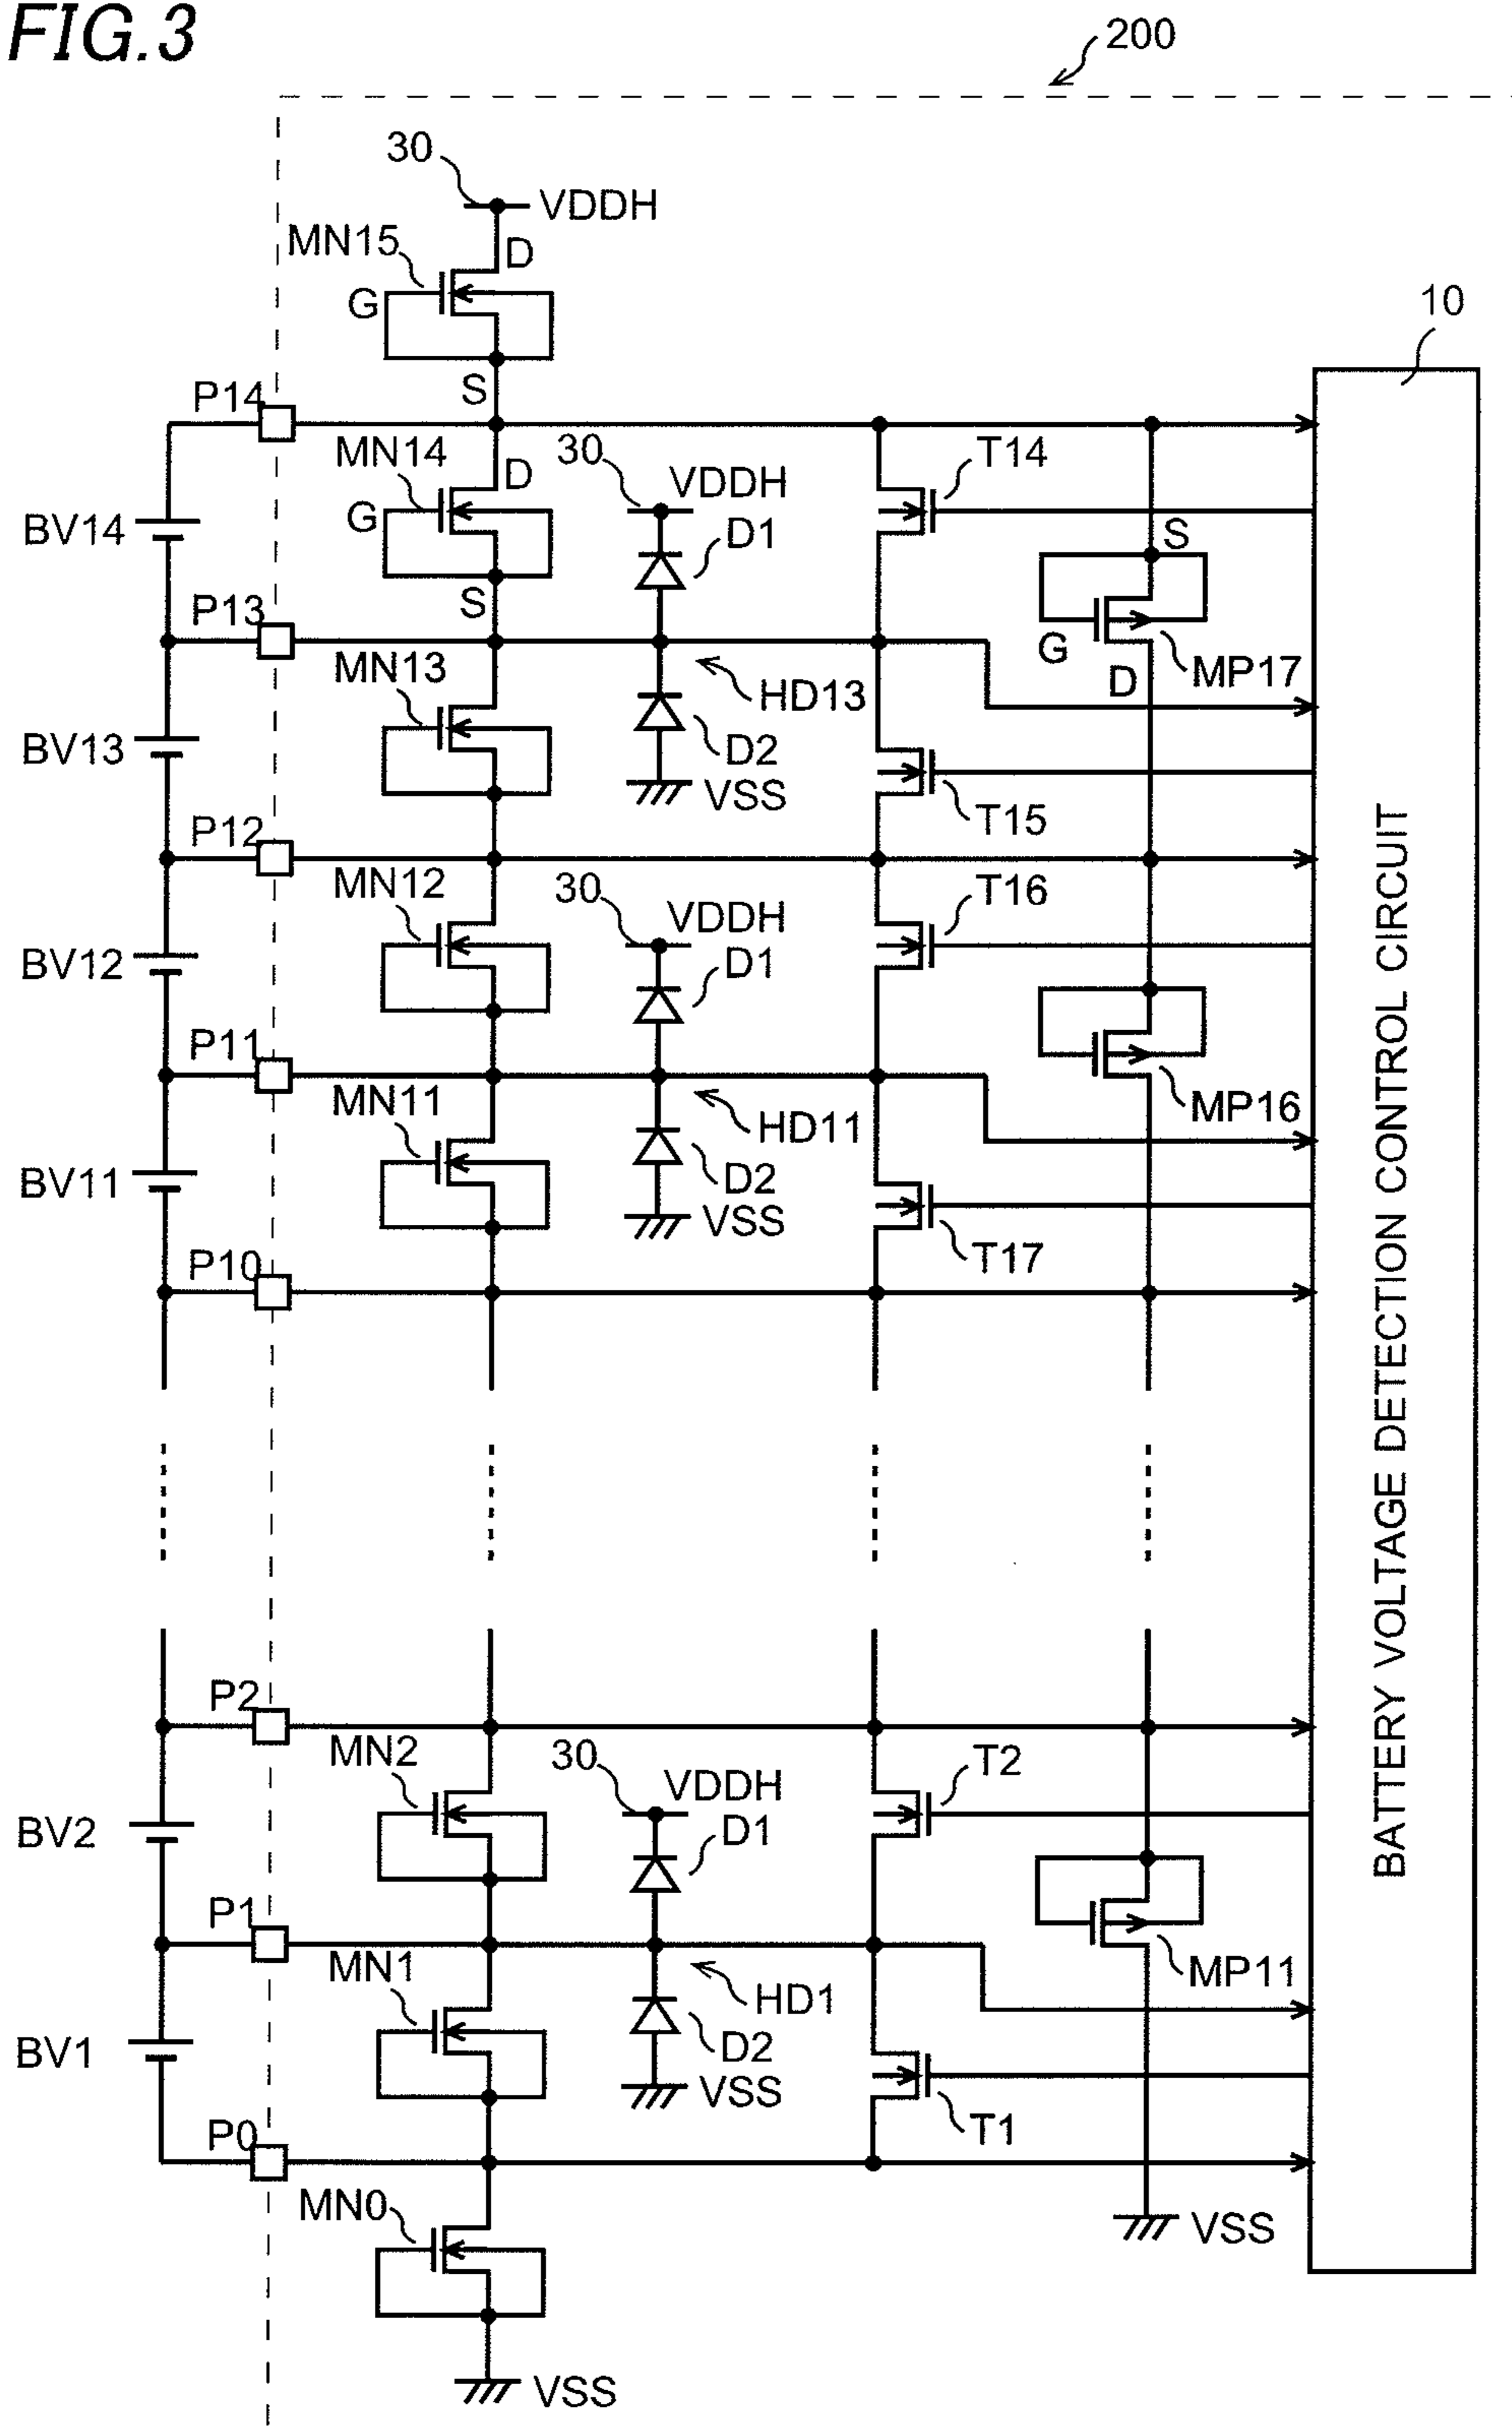 FIG.3
200
30
VDDH
MN15
D
G
10
S
P14
MN14
D
30
VDDH
T14
G
D1
BV14
S
S
P13
MN13
G
MP17
D
HD13
BV13
D2
VSS
T15
P12
MN12
30
VDDH
T16
D1
BV12
P11
MN11
MP16
HD11
BV11
D2
VSS
T17
P10
BATTERY VOLTAGE DETECTION CONTROL CIRCUIT
P2
MN2
30
VDDH
T2
D1
BV2
P1
MN1
MP11
HD1
BV1
D2
VSS
T1
P0
MN0
VSS
VSS